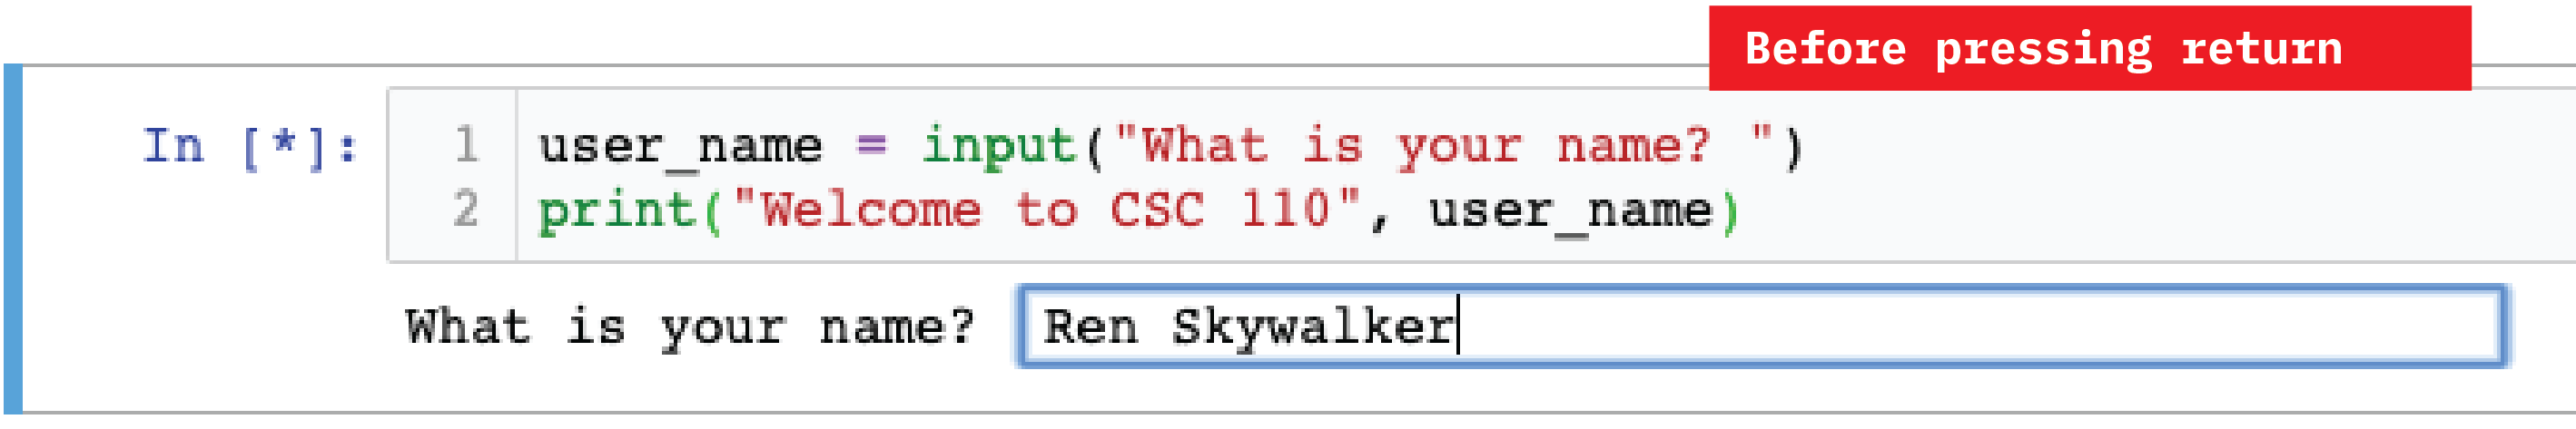 Before pressing return
In [*]:
1 user_name = input("What is your name? ")
2 print("Welcome to CSC 110", user_name)
What is your name? Ren Skywalker